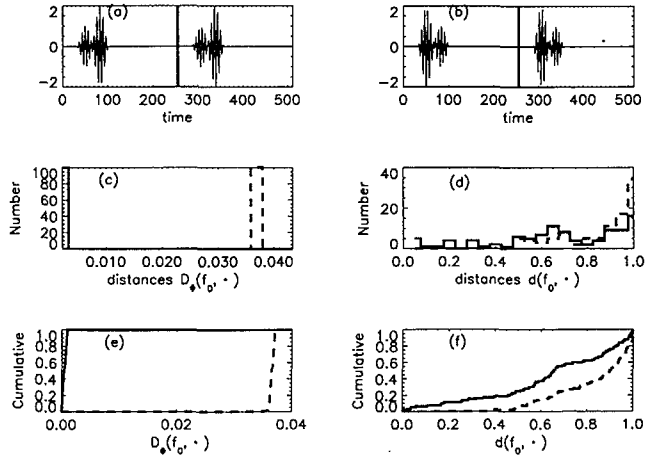 (a)
2
0
−2
0 100 200 300 400 500
time
(b)
2
0
−2
0 100 200 300 400 500
time
(c)
Number
100
80
60
40
20
0
0.010 0.020 0.030 0.040
distances D_Φ(f_0, ·)
(d)
Number
40
20
0
0.0 0.2 0.4 0.6 0.8 1.0
distances d(f_0, ·)
(e)
Cumulative
1.0
0.8
0.6
0.4
0.2
0.0
0.00 0.02 0.04
D_Φ(f_0, ·)
(f)
Cumulative
1.0
0.8
0.6
0.4
0.2
0.0
0.0 0.2 0.4 0.6 0.8 1.0
d(f_0, ·)